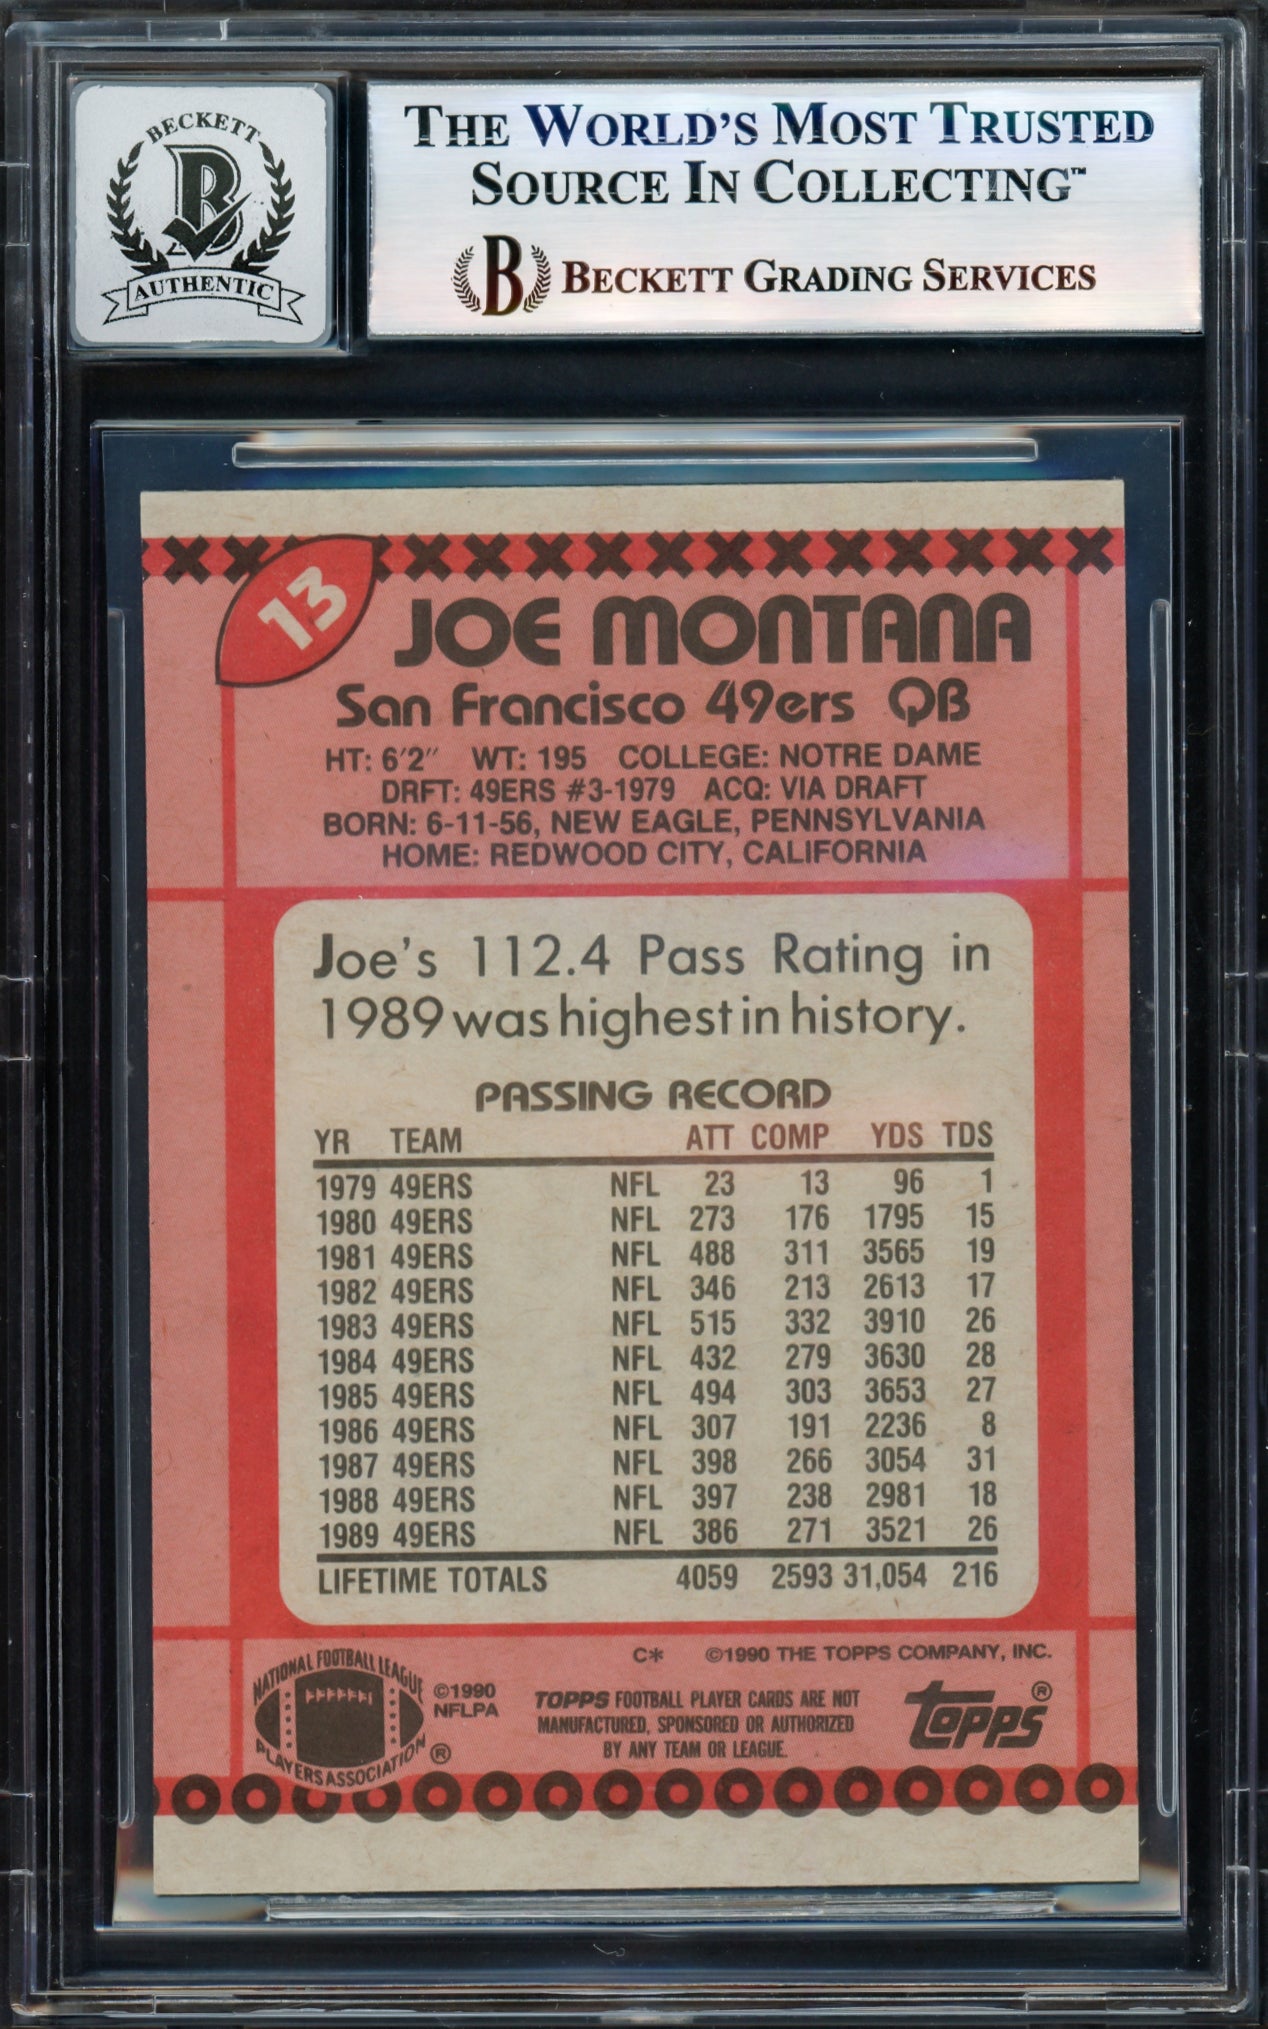 BECKETT
B
AUTHENTIC
THE WORLD'S MOST TRUSTED
SOURCE IN COLLECTING™
B BECKETT GRADING SERVICES
13
JOE MONTANA
San Francisco 49ers QB
HT: 6'2" WT: 195 COLLEGE: NOTRE DAME
DRFT: 49ERS #3-1979 ACQ: VIA DRAFT
BORN: 6-11-56, NEW EAGLE, PENNSYLVANIA
HOME: REDWOOD CITY, CALIFORNIA
Joe's 112.4 Pass Rating in
1989 was highest in history.
PASSING RECORD
YR TEAM ATT COMP YDS TDS
1979 49ERS NFL 23 13 96 1
1980 49ERS NFL 273 176 1795 15
1981 49ERS NFL 488 311 3565 19
1982 49ERS NFL 346 213 2613 17
1983 49ERS NFL 515 332 3910 26
1984 49ERS NFL 432 279 3630 28
1985 49ERS NFL 494 303 3653 27
1986 49ERS NFL 307 191 2236 8
1987 49ERS NFL 398 266 3054 31
1988 49ERS NFL 397 238 2981 18
1989 49ERS NFL 386 271 3521 26
LIFETIME TOTALS 4059 2593 31,054 216
C* ©1990 THE TOPPS COMPANY, INC.
NATIONAL FOOTBALL LEAGUE
PLAYERS ASSOCIATION ®
©1990
NFLPA
TOPPS FOOTBALL PLAYER CARDS ARE NOT
MANUFACTURED, SPONSORED OR AUTHORIZED
BY ANY TEAM OR LEAGUE.
topps®